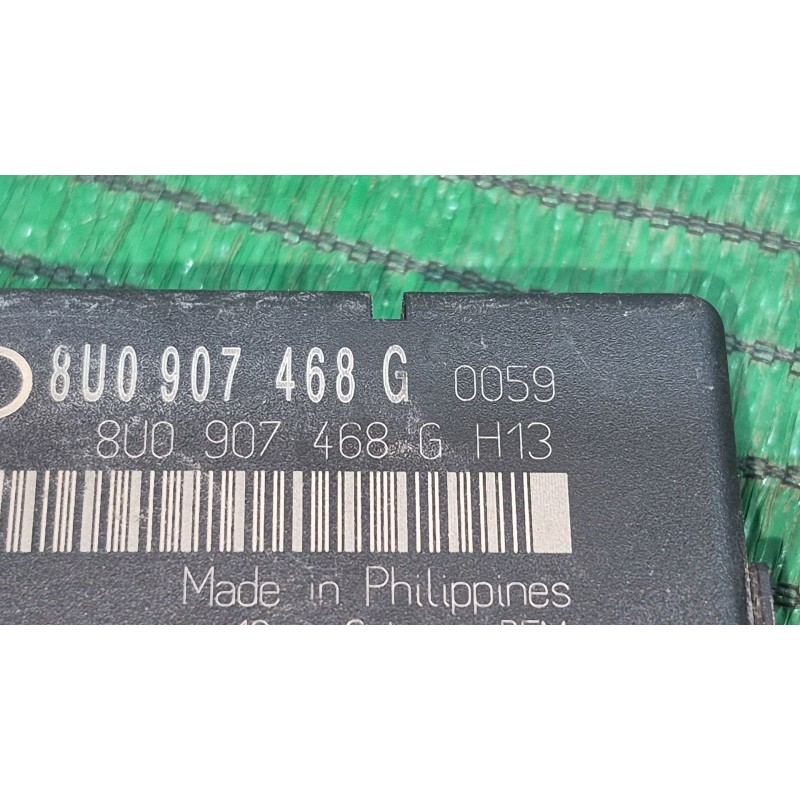 8U0 907 468 G 0059
8U0 907 468 G H13
Made in Philippines